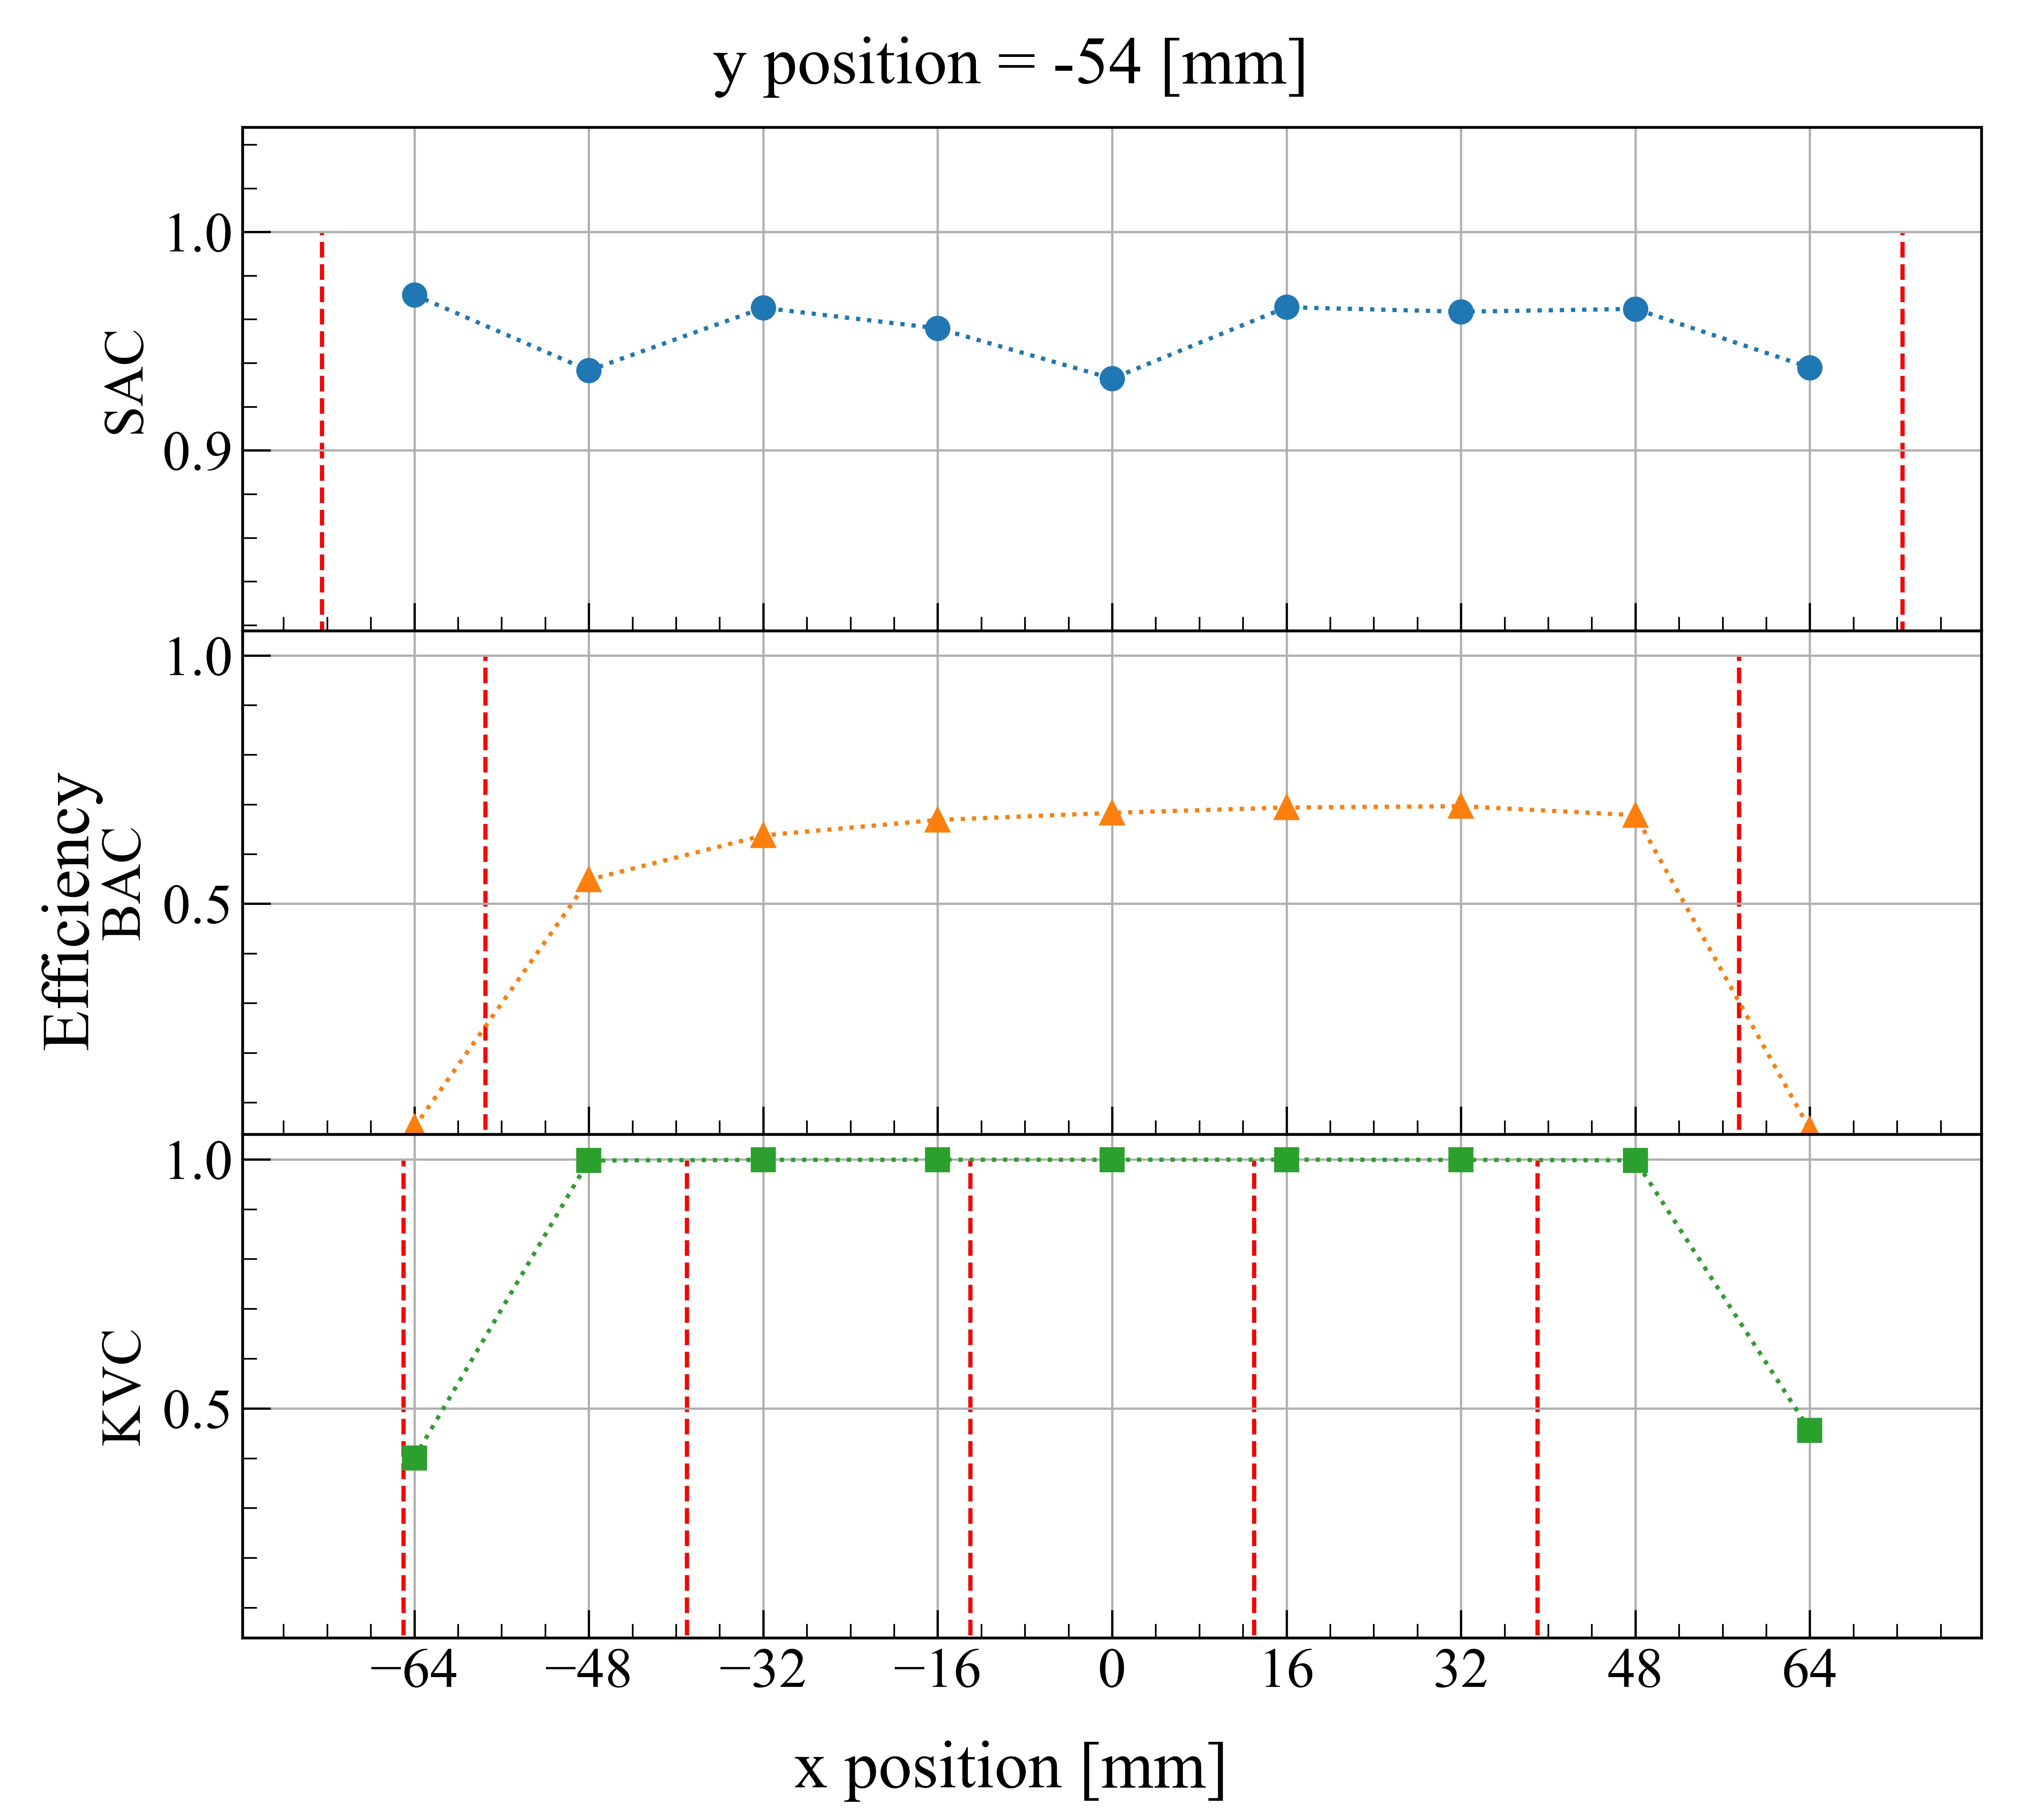 y position = -54 [mm]
SAC
1.0
0.9
Efficiency
BAC
1.0
0.5
KVC
1.0
0.5
−64 −48 −32 −16 0 16 32 48 64
x position [mm]